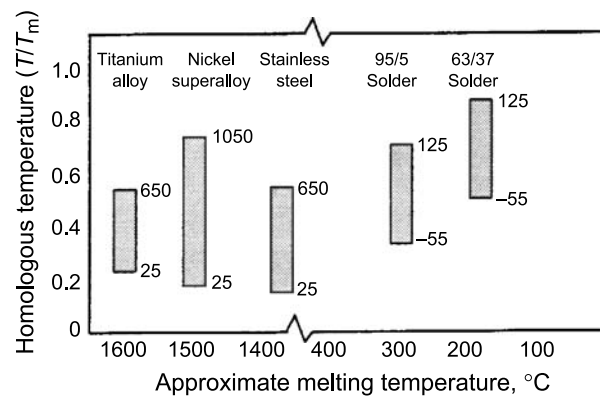 Homologous temperature (T/Tm)
1.0
0.8
0.6
0.4
0.2
0
Titanium alloy
Nickel superalloy
Stainless steel
95/5 Solder
63/37 Solder
650
25
1050
25
650
25
125
–55
125
–55
1600 1500 1400 400 300 200 100
Approximate melting temperature, °C